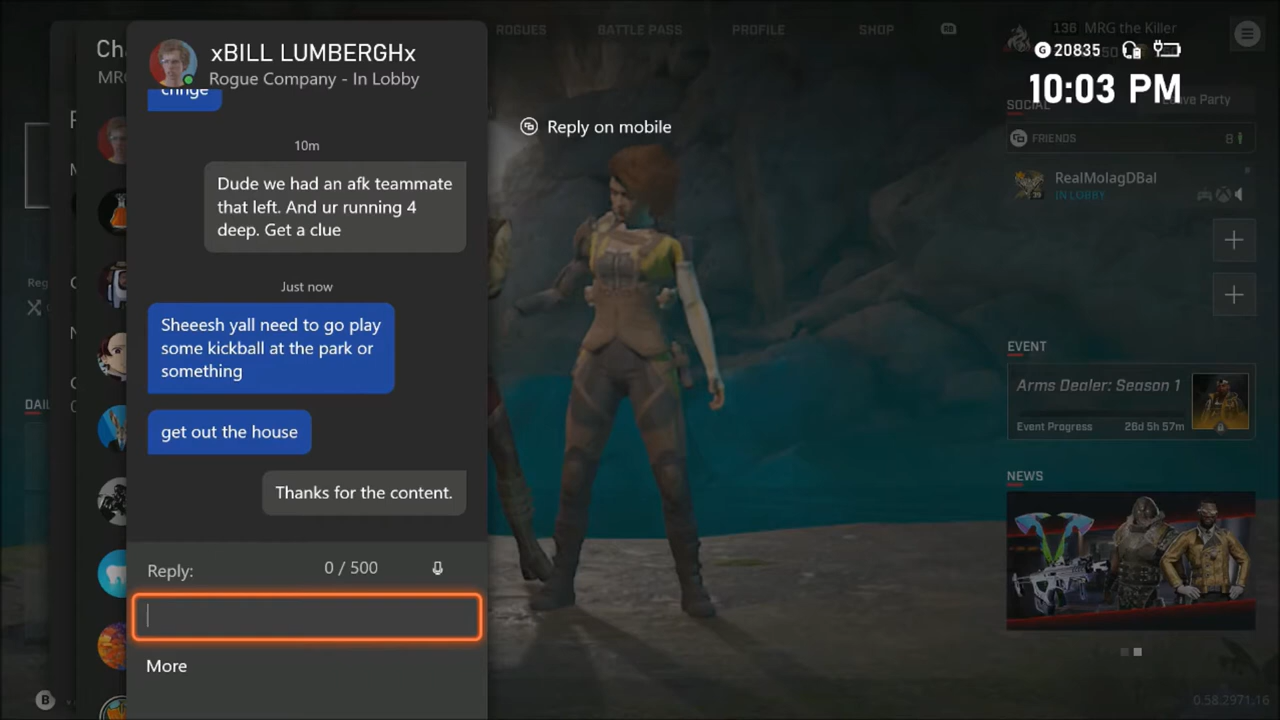 xBILL LUMBERGHx
Rogue Company - In Lobby
cringe
10m
Dude we had an afk teammate
that left. And ur running 4
deep. Get a clue
Just now
Sheeesh yall need to go play
some kickball at the park or
something
get out the house
Thanks for the content.
Reply:
0 / 500
More
Reply on mobile
ROGUES
BATTLE PASS
PROFILE
SHOP
136 MRG the Killer
G 20835
10:03 PM
SOCIAL
Leave Party
FRIENDS
8
RealMolagDBal
IN LOBBY
EVENT
Arms Dealer: Season 1
Event Progress
26d 5h 57m
NEWS
B
0.58.2971.16